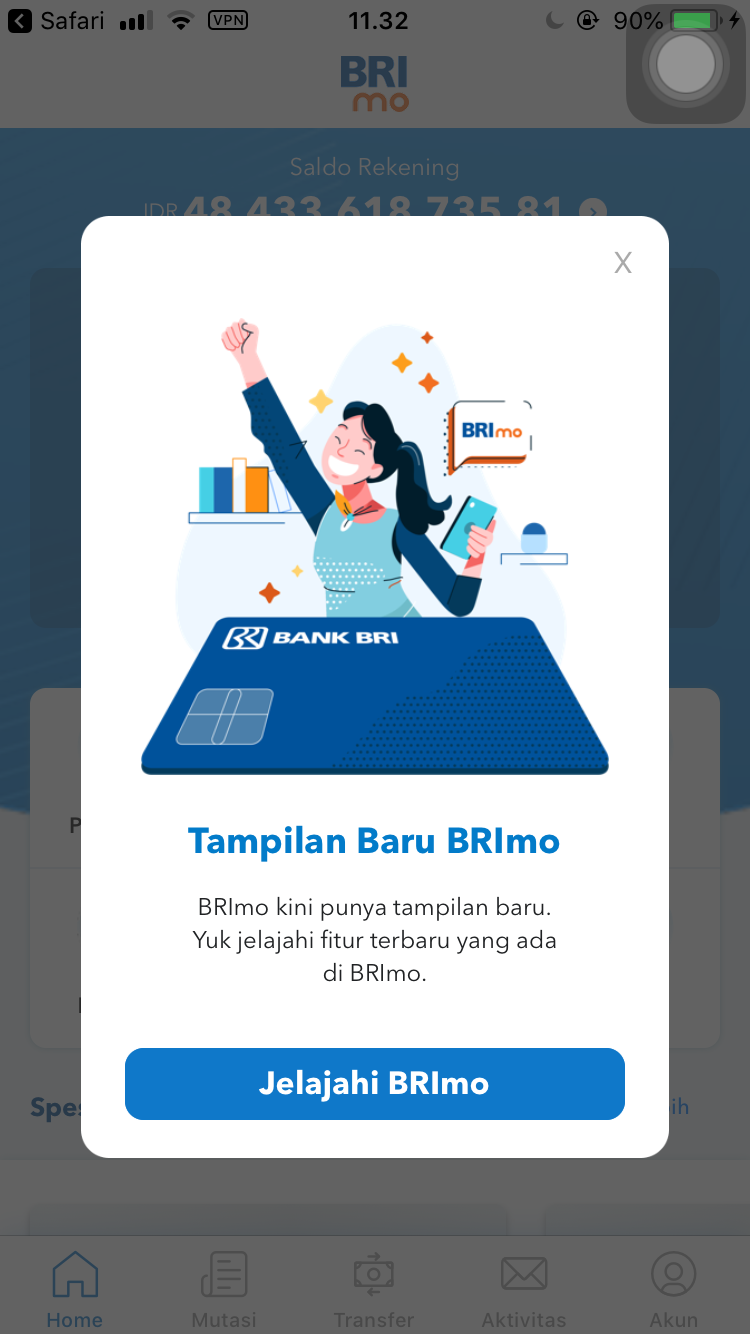 Safari VPN 11.32 90%
BRI
mo
Saldo Rekening
IDR 48.433.618.735,81
X
BRImo
BANK BRI
Tampilan Baru BRImo
BRImo kini punya tampilan baru.
Yuk jelajahi fitur terbaru yang ada
di BRImo.
Jelajahi BRImo
Home Mutasi Transfer Aktivitas Akun